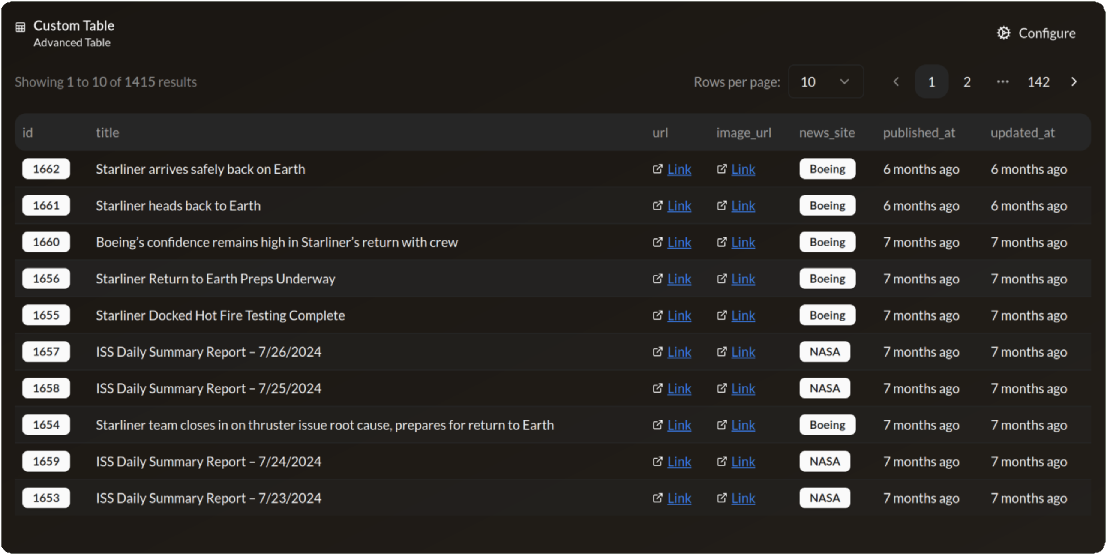 Custom Table
Advanced Table
Configure
Showing 1 to 10 of 1415 results
Rows per page: 10 1 2 ··· 142
id title url image_url news_site published_at updated_at
1662 Starliner arrives safely back on Earth Link Link Boeing 6 months ago 6 months ago
1661 Starliner heads back to Earth Link Link Boeing 6 months ago 6 months ago
1660 Boeing’s confidence remains high in Starliner’s return with crew Link Link Boeing 7 months ago 7 months ago
1656 Starliner Return to Earth Preps Underway Link Link Boeing 7 months ago 7 months ago
1655 Starliner Docked Hot Fire Testing Complete Link Link Boeing 7 months ago 7 months ago
1657 ISS Daily Summary Report – 7/26/2024 Link Link NASA 7 months ago 7 months ago
1658 ISS Daily Summary Report – 7/25/2024 Link Link NASA 7 months ago 7 months ago
1654 Starliner team closes in on thruster issue root cause, prepares for return to Earth Link Link Boeing 7 months ago 7 months ago
1659 ISS Daily Summary Report – 7/24/2024 Link Link NASA 7 months ago 7 months ago
1653 ISS Daily Summary Report – 7/23/2024 Link Link NASA 7 months ago 7 months ago